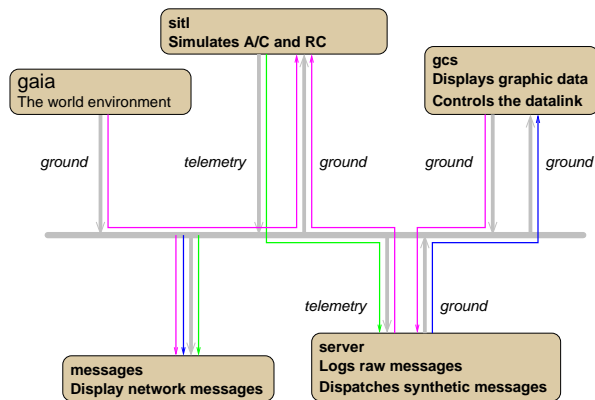 sitl
Simulates A/C and RC
gcs
Displays graphic data
Controls the datalink
gaia
The world environment
ground
telemetry
ground
ground
ground
telemetry
ground
messages
Display network messages
server
Logs raw messages
Dispatches synthetic messages